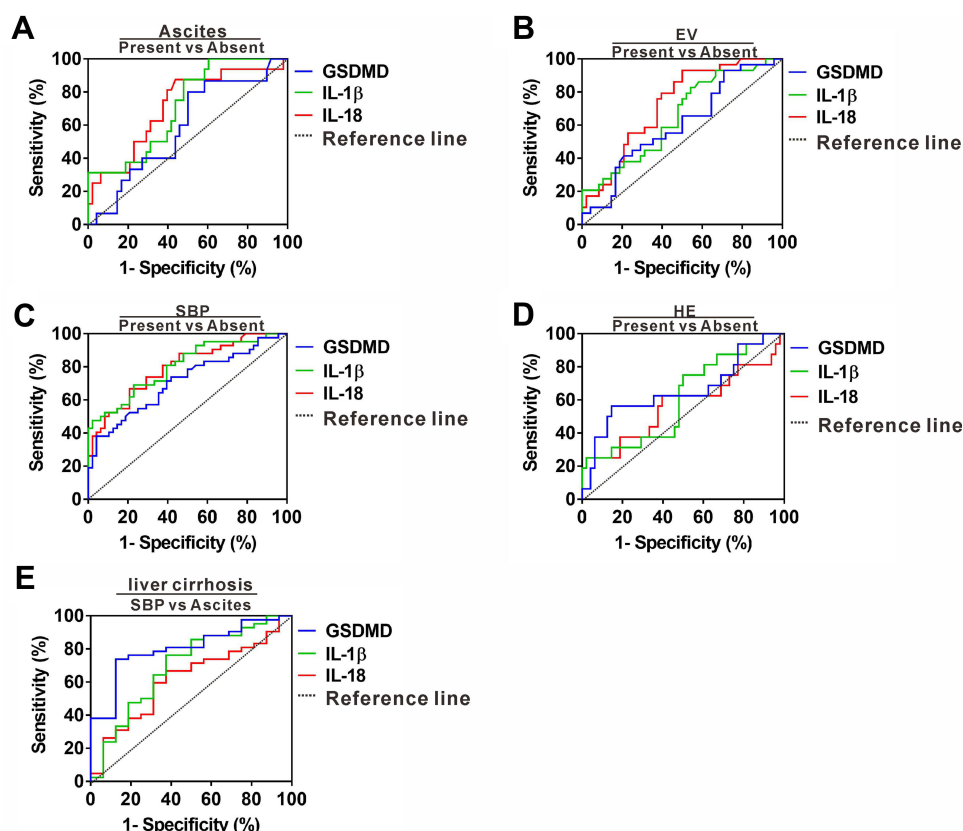 A
Ascites
Present vs Absent
100
80
60
40
20
0
Sensitivity (%)
0 20 40 60 80 100
1- Specificity (%)
GSDMD
IL-1β
IL-18
Reference line
B
EV
Present vs Absent
100
80
60
40
20
0
Sensitivity (%)
0 20 40 60 80 100
1- Specificity (%)
GSDMD
IL-1β
IL-18
Reference line
C
SBP
Present vs Absent
100
80
60
40
20
0
Sensitivity (%)
0 20 40 60 80 100
1- Specificity (%)
GSDMD
IL-1β
IL-18
Reference line
D
HE
Present vs Absent
100
80
60
40
20
0
Sensitivity (%)
0 20 40 60 80 100
1- Specificity (%)
GSDMD
IL-1β
IL-18
Reference line
E
liver cirrhosis
SBP vs Ascites
100
80
60
40
20
0
Sensitivity (%)
0 20 40 60 80 100
1- Specificity (%)
GSDMD
IL-1β
IL-18
Reference line